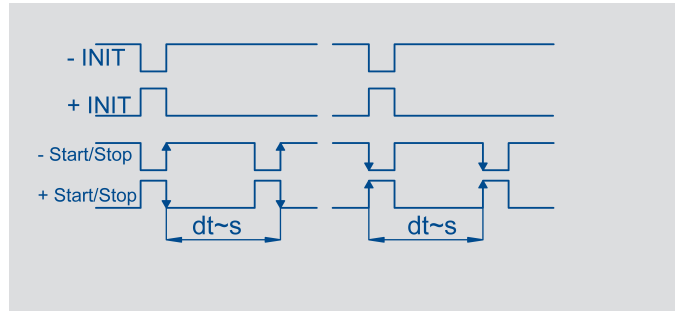 - INIT
+ INIT
- Start/Stop
+ Start/Stop
dt~s dt~s